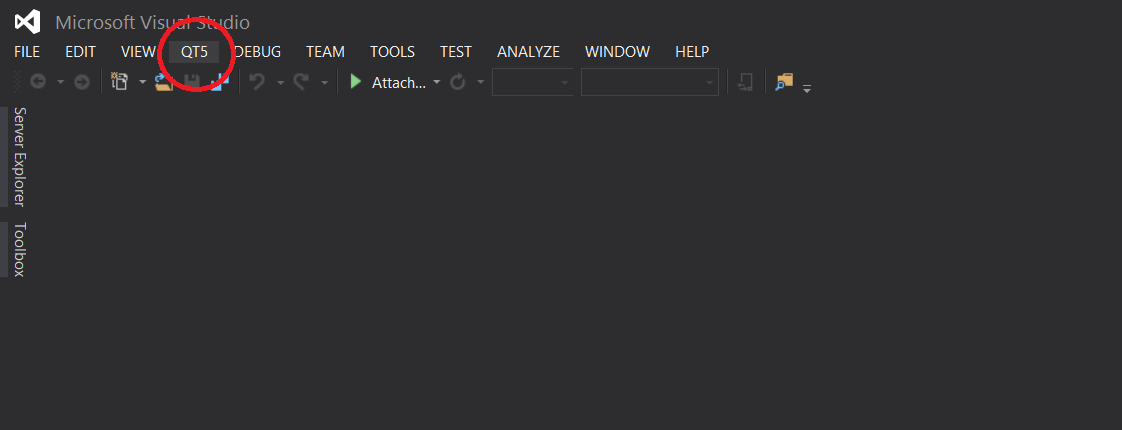 Microsoft Visual Studio
FILE EDIT VIEW QT5 DEBUG TEAM TOOLS TEST ANALYZE WINDOW HELP
Attach...
Server Explorer
Toolbox